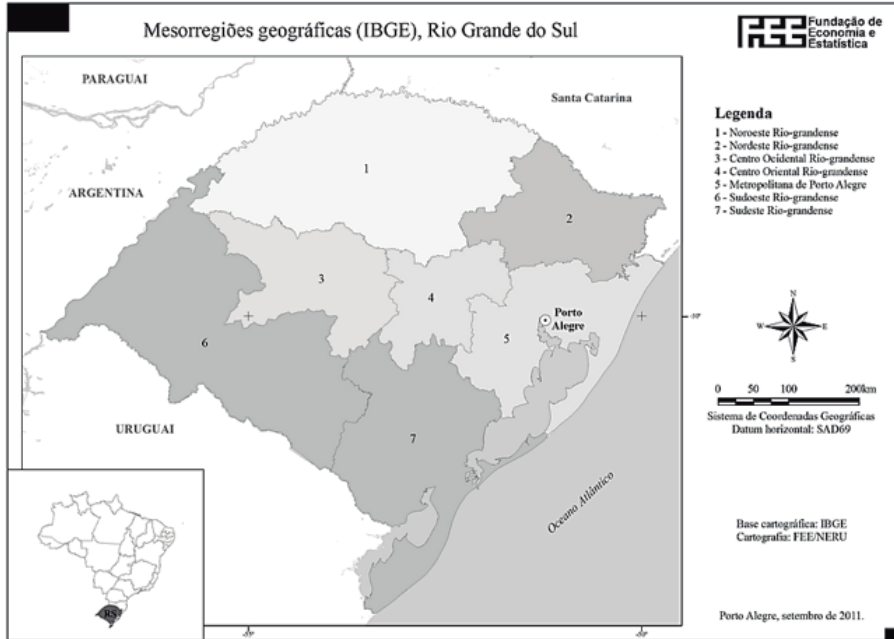 Mesorregiões geográficas (IBGE), Rio Grande do Sul
FEE
Fundação de
Economia e
Estatística
PARAGUAI
Santa Catarina
ARGENTINA
Legenda
1 - Noroeste Rio-grandense
2 - Nordeste Rio-grandense
3 - Centro Ocidental Rio-grandense
4 - Centro Oriental Rio-grandense
5 - Metropolitana de Porto Alegre
6 - Sudoeste Rio-grandense
7 - Sudeste Rio-grandense
1
2
3
4
5
6
7
Porto
Alegre
-30°
N
W
E
S
0 50 100 200km
Sistema de Coordenadas Geográficas
Datum horizontal: SAD69
URUGUAI
Oceano Atlântico
RS
Base cartográfica: IBGE
Cartografia: FEE/NERU
Porto Alegre, setembro de 2011.